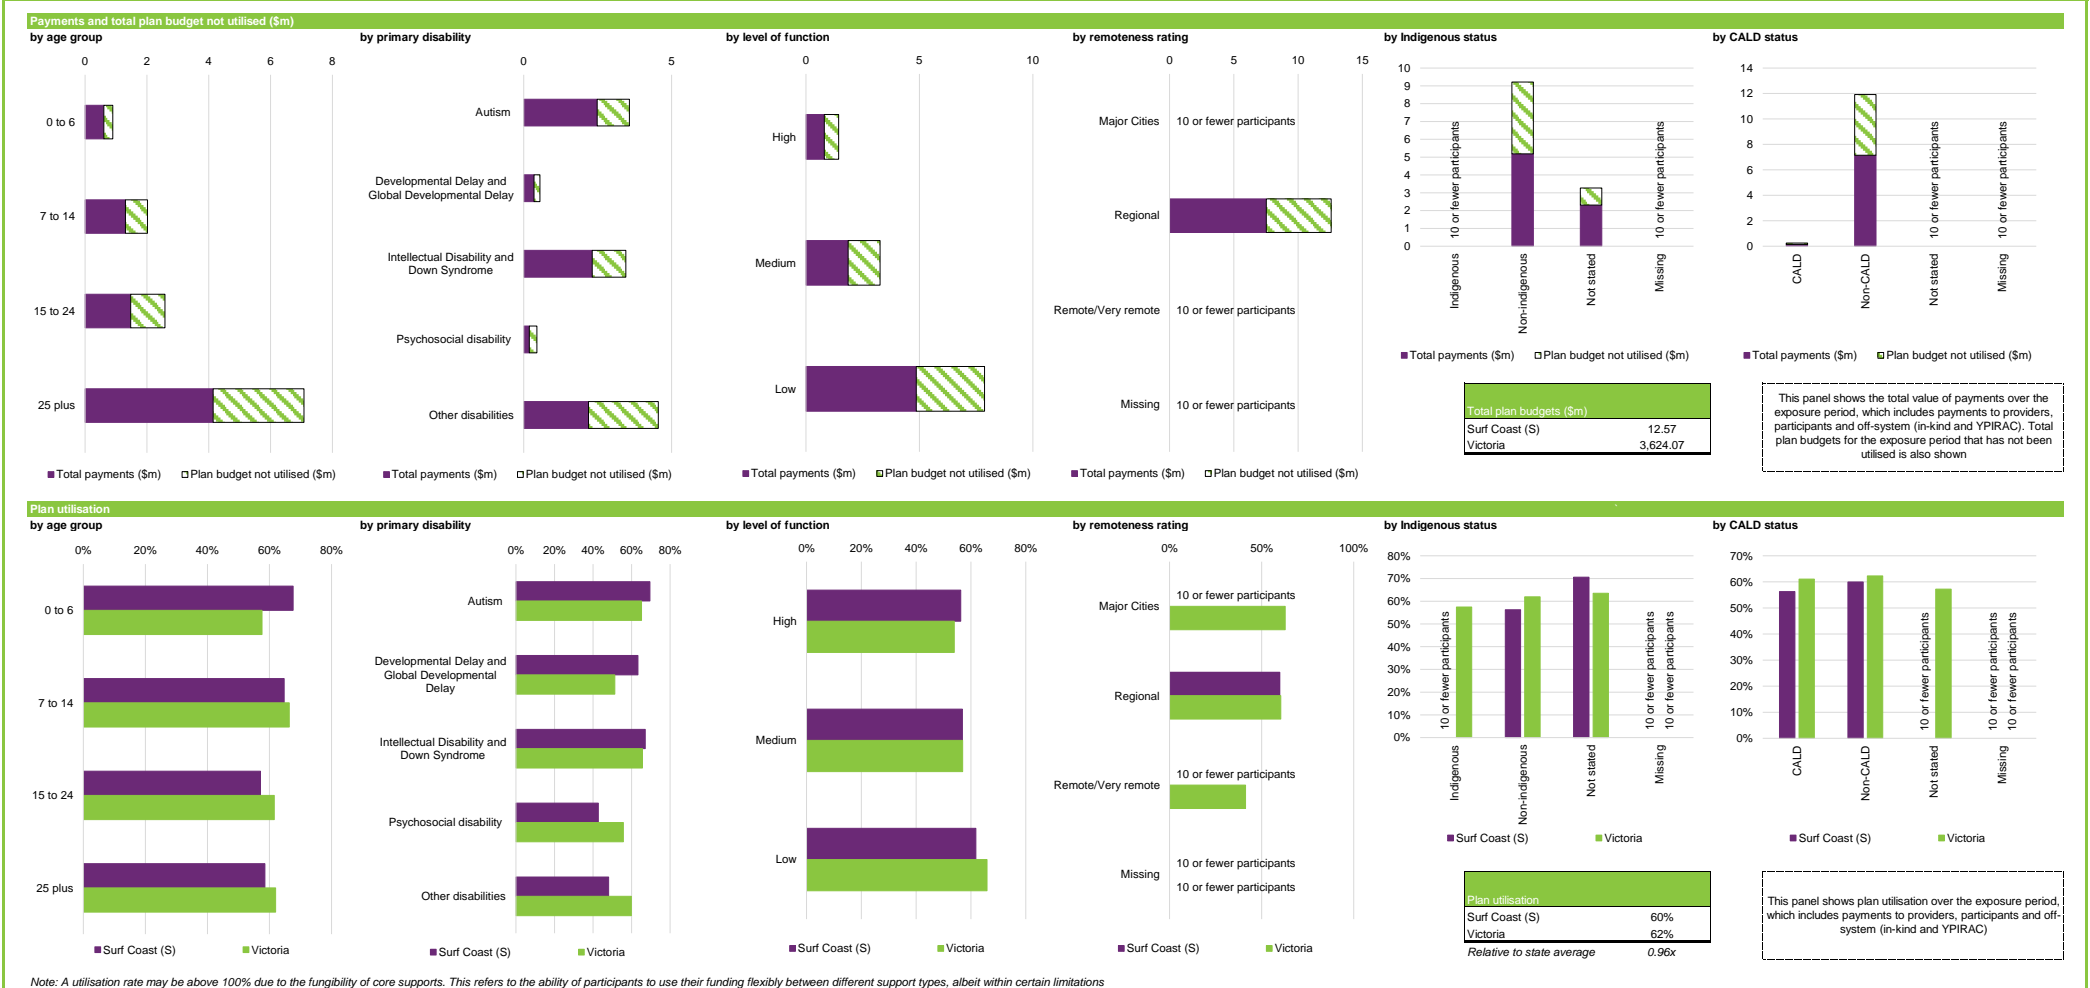 Payments and total plan budget not utilised ($m)
by age group
0 2 4 6 8
0 to 6
7 to 14
15 to 24
25 plus
Total payments ($m) Plan budget not utilised ($m)
by primary disability
0 5
Autism
Developmental Delay and
Global Developmental Delay
Intellectual Disability and
Down Syndrome
Psychosocial disability
Other disabilities
Total payments ($m) Plan budget not utilised ($m)
by level of function
0 5 10
High
Medium
Low
Total payments ($m) Plan budget not utilised ($m)
by remoteness rating
0 5 10 15
Major Cities 10 or fewer participants
Regional
Remote/Very remote 10 or fewer participants
Missing 10 or fewer participants
Total payments ($m) Plan budget not utilised ($m)
by Indigenous status
10
9
8
7
6
5
4
3
2
1
0
10 or fewer participants
10 or fewer participants
Indigenous
Non-indigenous
Not stated
Missing
Total payments ($m) Plan budget not utilised ($m)
by CALD status
14
12
10
8
6
4
2
0
10 or fewer participants
10 or fewer participants
CALD
Non-CALD
Not stated
Missing
Total payments ($m) Plan budget not utilised ($m)
Total plan budgets ($m)
Surf Coast (S) 12.57
Victoria 3,624.07
This panel shows the total value of payments over the
exposure period, which includes payments to providers,
participants and off-system (in-kind and YPIRAC). Total
plan budgets for the exposure period that has not been
utilised is also shown
Plan utilisation
by age group
0% 20% 40% 60% 80%
0 to 6
7 to 14
15 to 24
25 plus
Surf Coast (S) Victoria
by primary disability
0% 20% 40% 60% 80%
Autism
Developmental Delay and
Global Developmental
Delay
Intellectual Disability and
Down Syndrome
Psychosocial disability
Other disabilities
Surf Coast (S) Victoria
by level of function
0% 20% 40% 60% 80%
High
Medium
Low
Surf Coast (S) Victoria
by remoteness rating
0% 50% 100%
Major Cities 10 or fewer participants
Regional
Remote/Very remote 10 or fewer participants
Missing 10 or fewer participants
10 or fewer participants
Surf Coast (S) Victoria
by Indigenous status
80%
70%
60%
50%
40%
30%
20%
10%
0%
10 or fewer participants
10 or fewer participants
10 or fewer participants
Indigenous
Non-indigenous
Not stated
Missing
Surf Coast (S) Victoria
by CALD status
70%
60%
50%
40%
30%
20%
10%
0%
10 or fewer participants
10 or fewer participants
10 or fewer participants
CALD
Non-CALD
Not stated
Missing
Surf Coast (S) Victoria
Plan utilisation
Surf Coast (S) 60%
Victoria 62%
Relative to state average 0.96x
This panel shows plan utilisation over the exposure period,
which includes payments to providers, participants and off-
system (in-kind and YPIRAC)
Note: A utilisation rate may be above 100% due to the fungibility of core supports. This refers to the ability of participants to use their funding flexibly between different support types, albeit within certain limitations